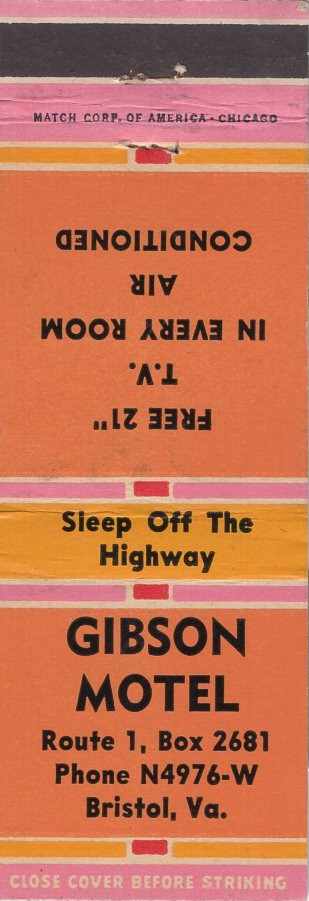 MATCH CORP. OF AMERICA - CHICAGO
FREE 21"
T.V.
IN EVERY ROOM
AIR
CONDITIONED
Sleep Off The
Highway
GIBSON
MOTEL
Route 1, Box 2681
Phone N4976-W
Bristol, Va.
CLOSE COVER BEFORE STRIKING